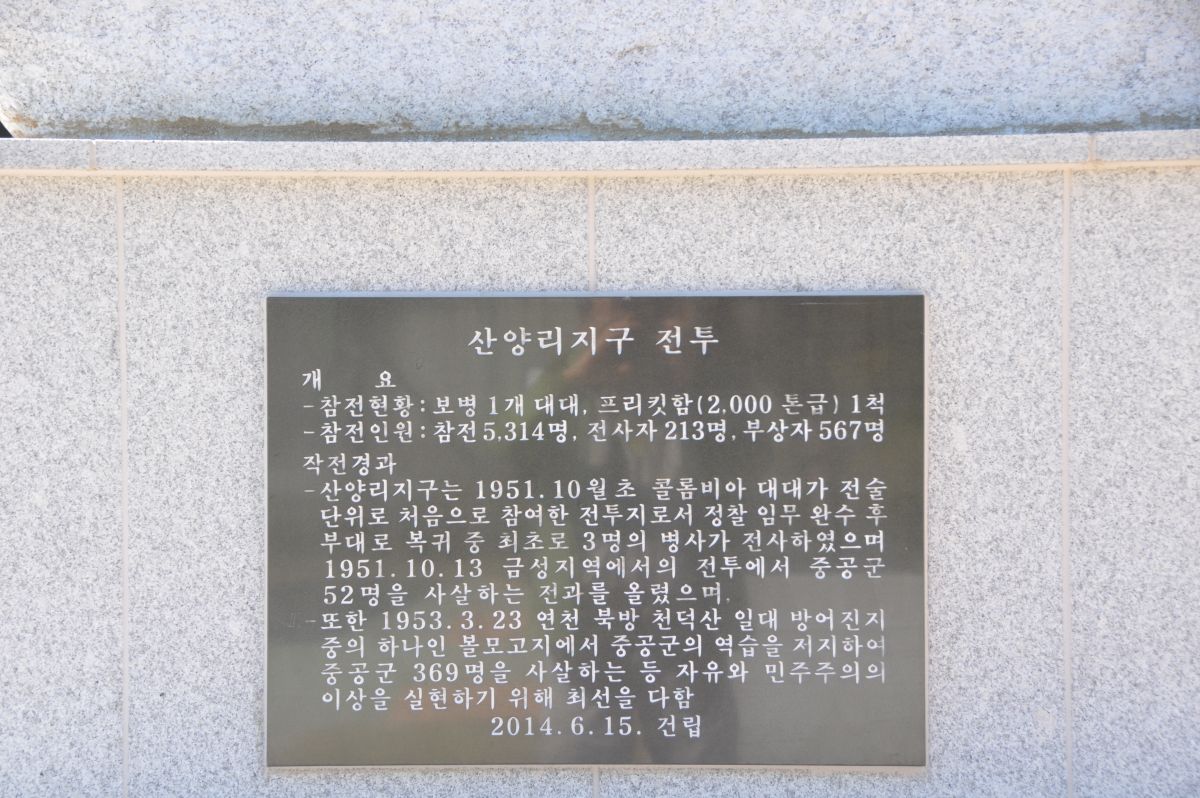 산양리지구 전투
개 요
- 참전현황 : 보병 1개 대대, 프리킷함(2,000 톤급) 1척
- 참전인원 : 참전 5,314명, 전사자 213명, 부상자 567명
작전경과
- 산양리지구는 1951. 10월초 콜롬비아 대대가 전술
단위로 처음으로 참여한 전투지로서 정찰 임무 완수 후
부대로 복귀 중 최초로 3명의 병사가 전사하였으며
1951. 10. 13 금성지역에서의 전투에서 중공군
52명을 사살하는 전과를 올렸으며,
- 또한 1953. 3. 23 연천 북방 천덕산 일대 방어진지
중의 하나인 볼모고지에서 중공군의 역습을 저지하여
중공군 369명을 사살하는 등 자유와 민주주의의
이상을 실현하기 위해 최선을 다함
2014. 6. 15. 건립